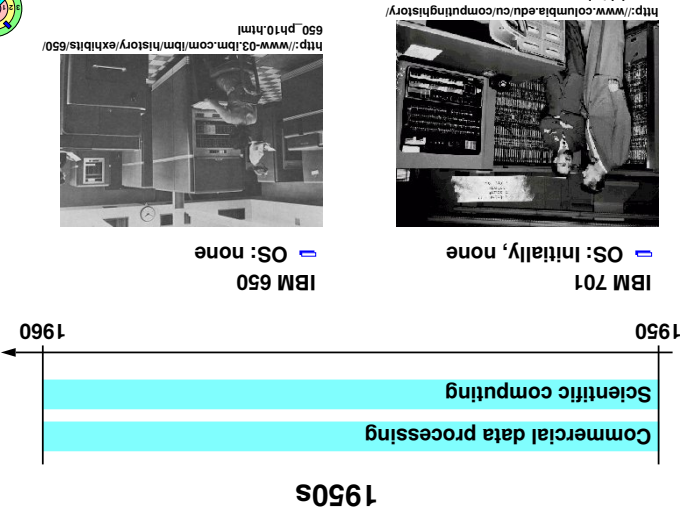 1950s
Commercial data processing
Scientific computing
1950
1960
IBM 701
OS: Initially, none
http://www.columbia.edu/cu/computinghistory/
IBM 650
OS: none
http://www-03.ibm.com/ibm/history/exhibits/650/
650_ph10.html